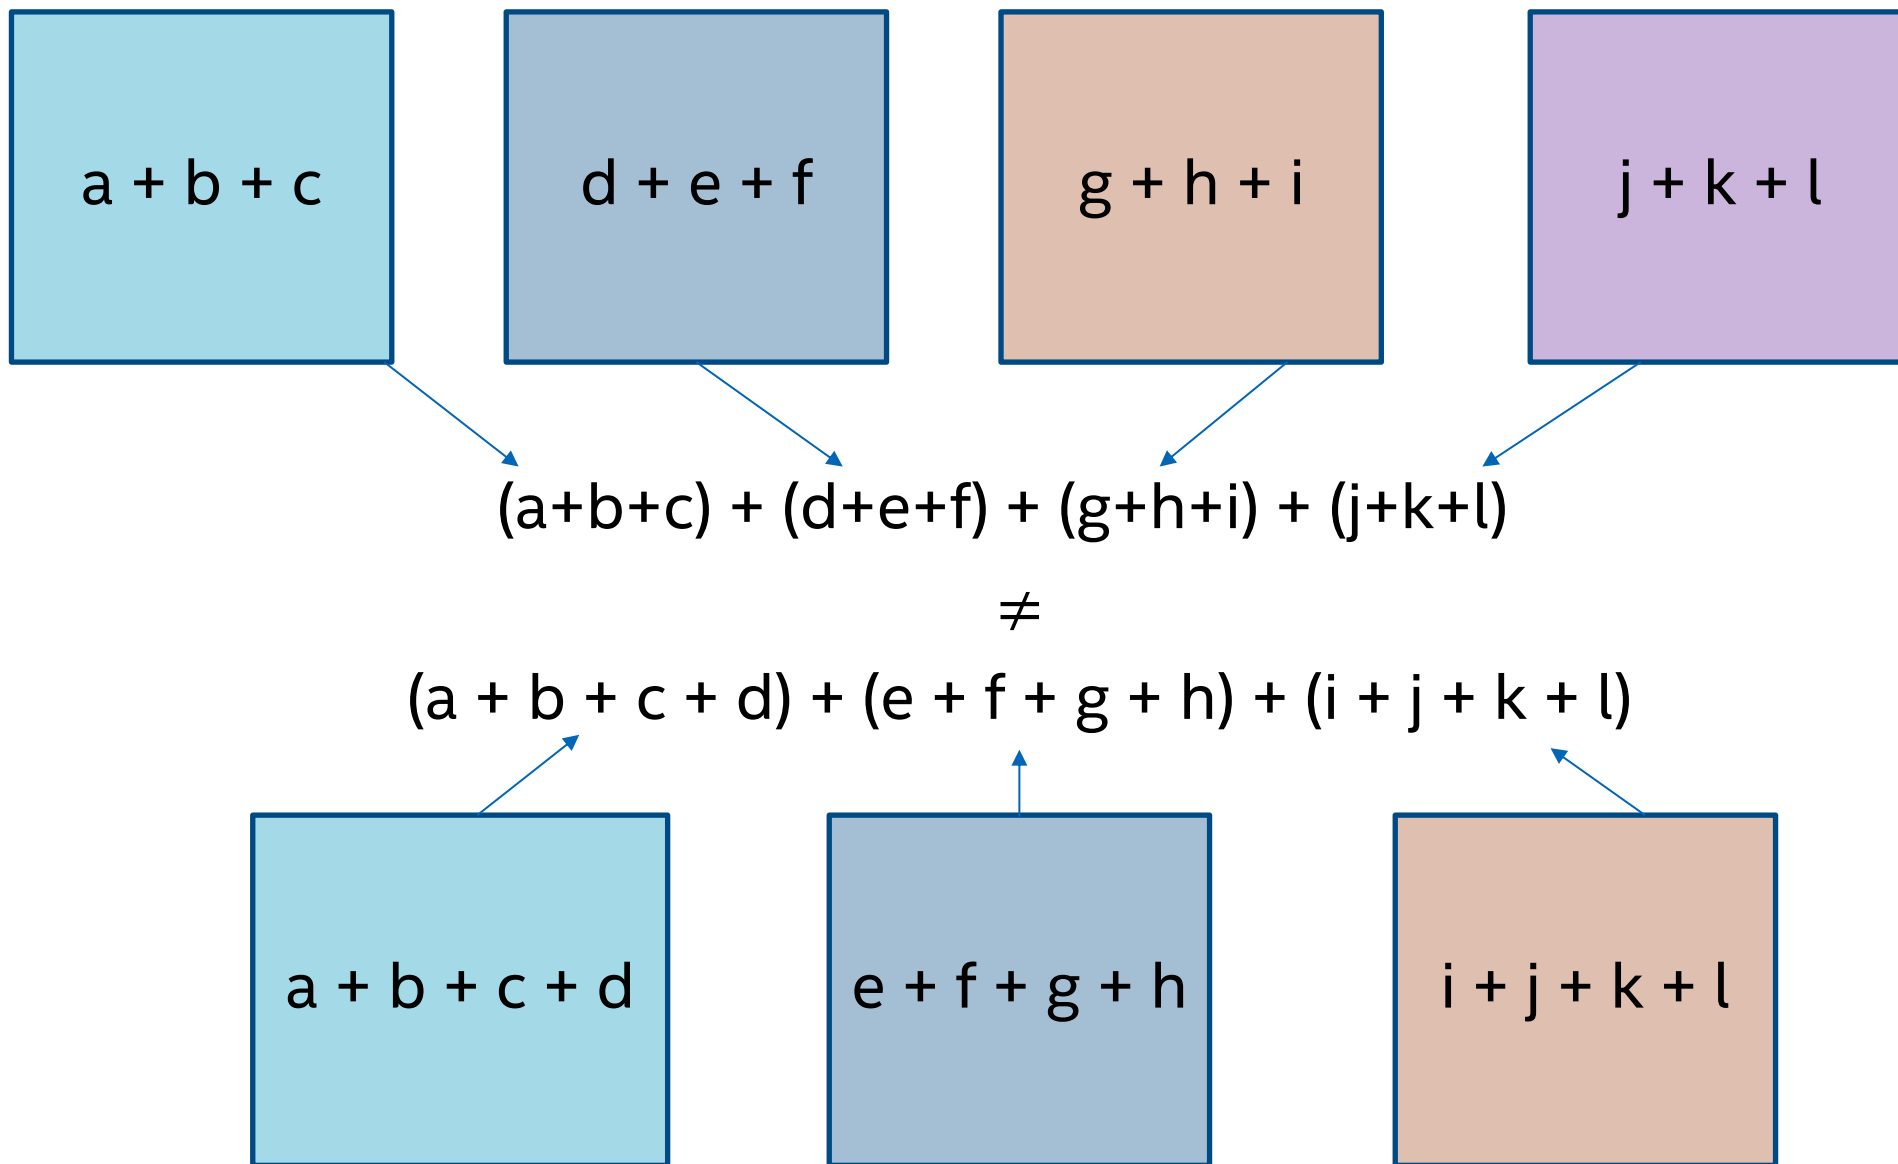 a + b + c
d + e + f
g + h + i
j + k + l
(a+b+c) + (d+e+f) + (g+h+i) + (j+k+l)
≠
(a + b + c + d) + (e + f + g + h) + (i + j + k + l)
a + b + c + d
e + f + g + h
i + j + k + l